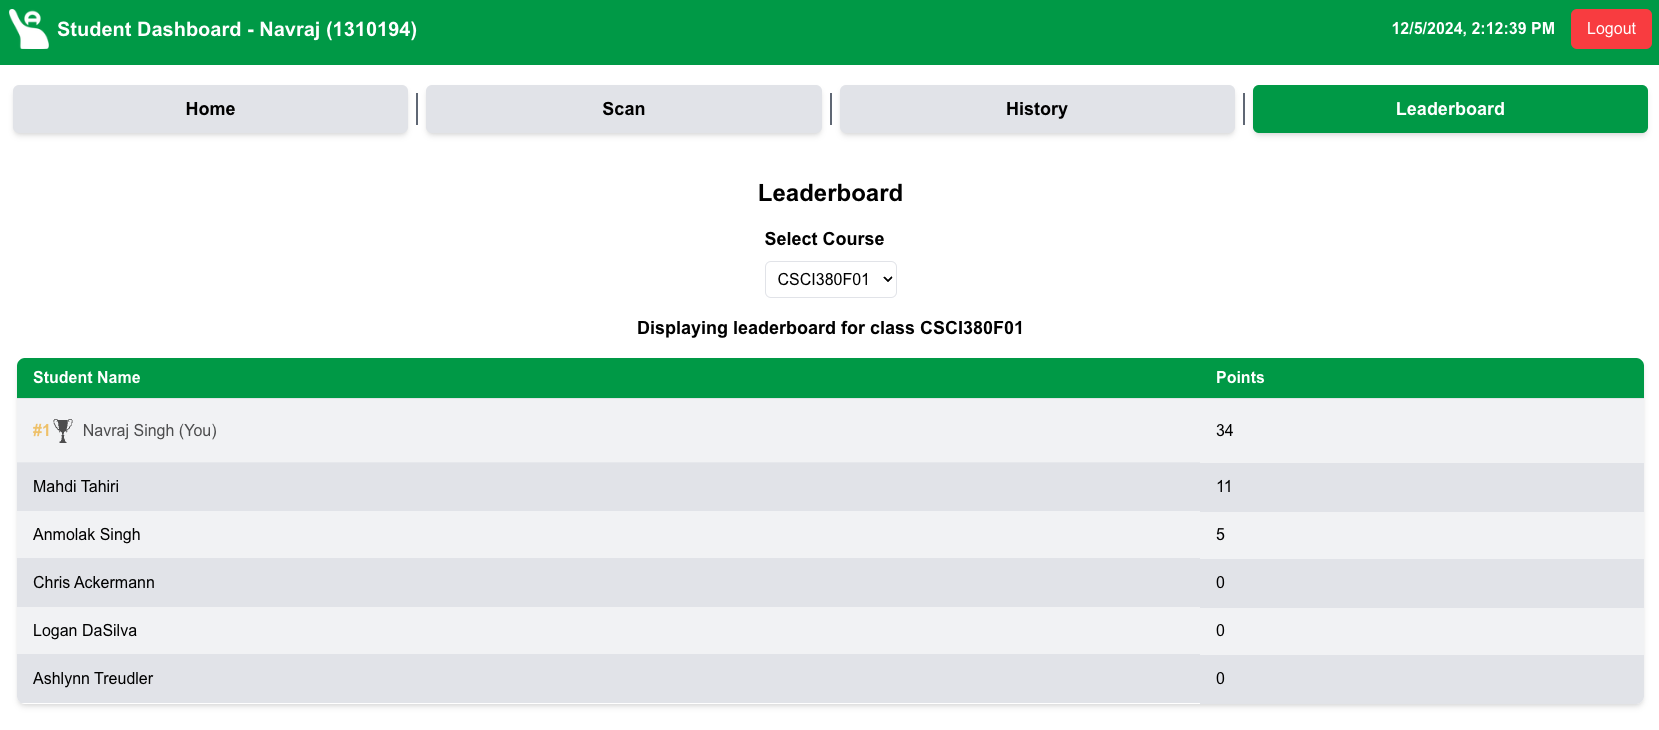 Student Dashboard - Navraj (1310194) 12/5/2024, 2:12:39 PM Logout
Home Scan History Leaderboard
Leaderboard
Select Course
CSCI380F01
Displaying leaderboard for class CSCI380F01
Student Name Points
#1 Navraj Singh (You) 34
Mahdi Tahiri 11
Anmolak Singh 5
Chris Ackermann 0
Logan DaSilva 0
Ashlynn Treudler 0